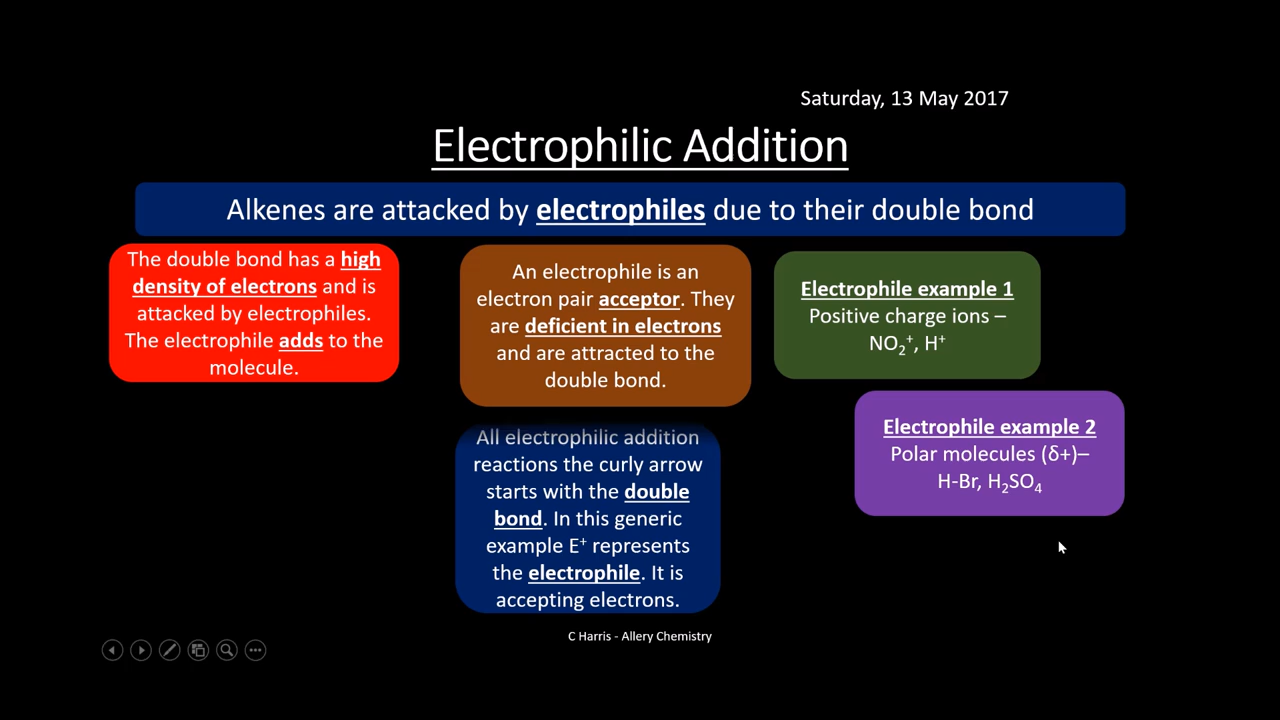 Saturday, 13 May 2017
Electrophilic Addition
Alkenes are attacked by electrophiles due to their double bond
The double bond has a high
density of electrons and is
attacked by electrophiles.
The electrophile adds to the
molecule.
An electrophile is an
electron pair acceptor. They
are deficient in electrons
and are attracted to the
double bond.
Electrophile example 1
Positive charge ions –
NO₂⁺, H⁺
Electrophile example 2
Polar molecules (δ+)–
H-Br, H₂SO₄
All electrophilic addition
reactions the curly arrow
starts with the double
bond. In this generic
example E⁺ represents
the electrophile. It is
accepting electrons.
C Harris - Allery Chemistry